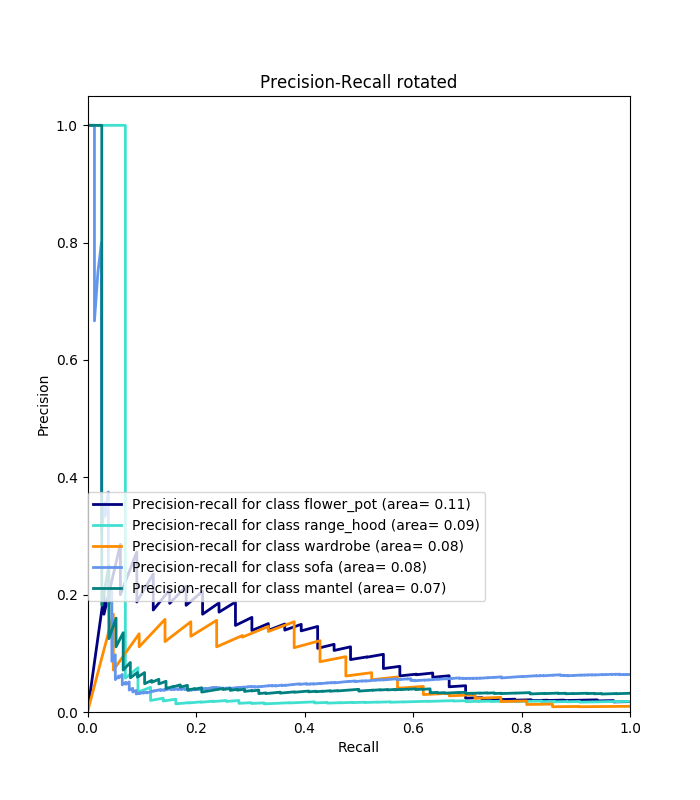 Precision-Recall rotated
1.0
0.8
0.6
0.4
0.2
0.0
Precision
Precision-recall for class flower_pot (area= 0.11)
Precision-recall for class range_hood (area= 0.09)
Precision-recall for class wardrobe (area= 0.08)
Precision-recall for class sofa (area= 0.08)
Precision-recall for class mantel (area= 0.07)
0.0 0.2 0.4 0.6 0.8 1.0
Recall